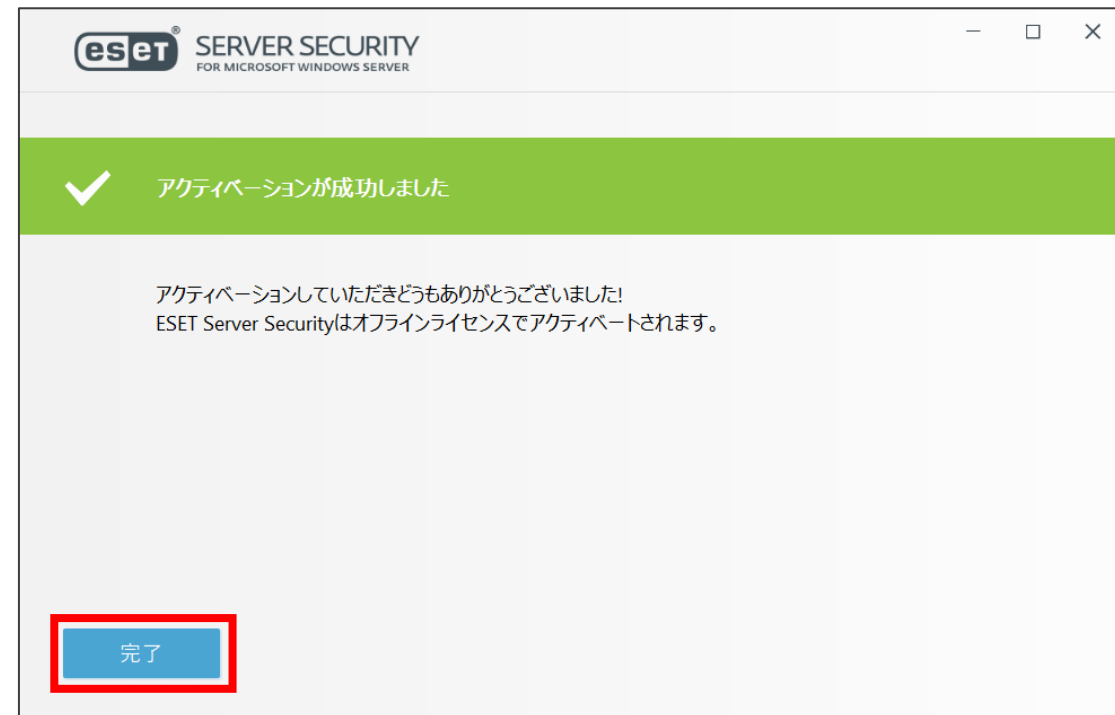 eset® SERVER SECURITY
FOR MICROSOFT WINDOWS SERVER
アクティベーションが成功しました
アクティベーションしていただきどうもありがとうございました!
ESET Server Securityはオフラインライセンスでアクティベートされます。
完了